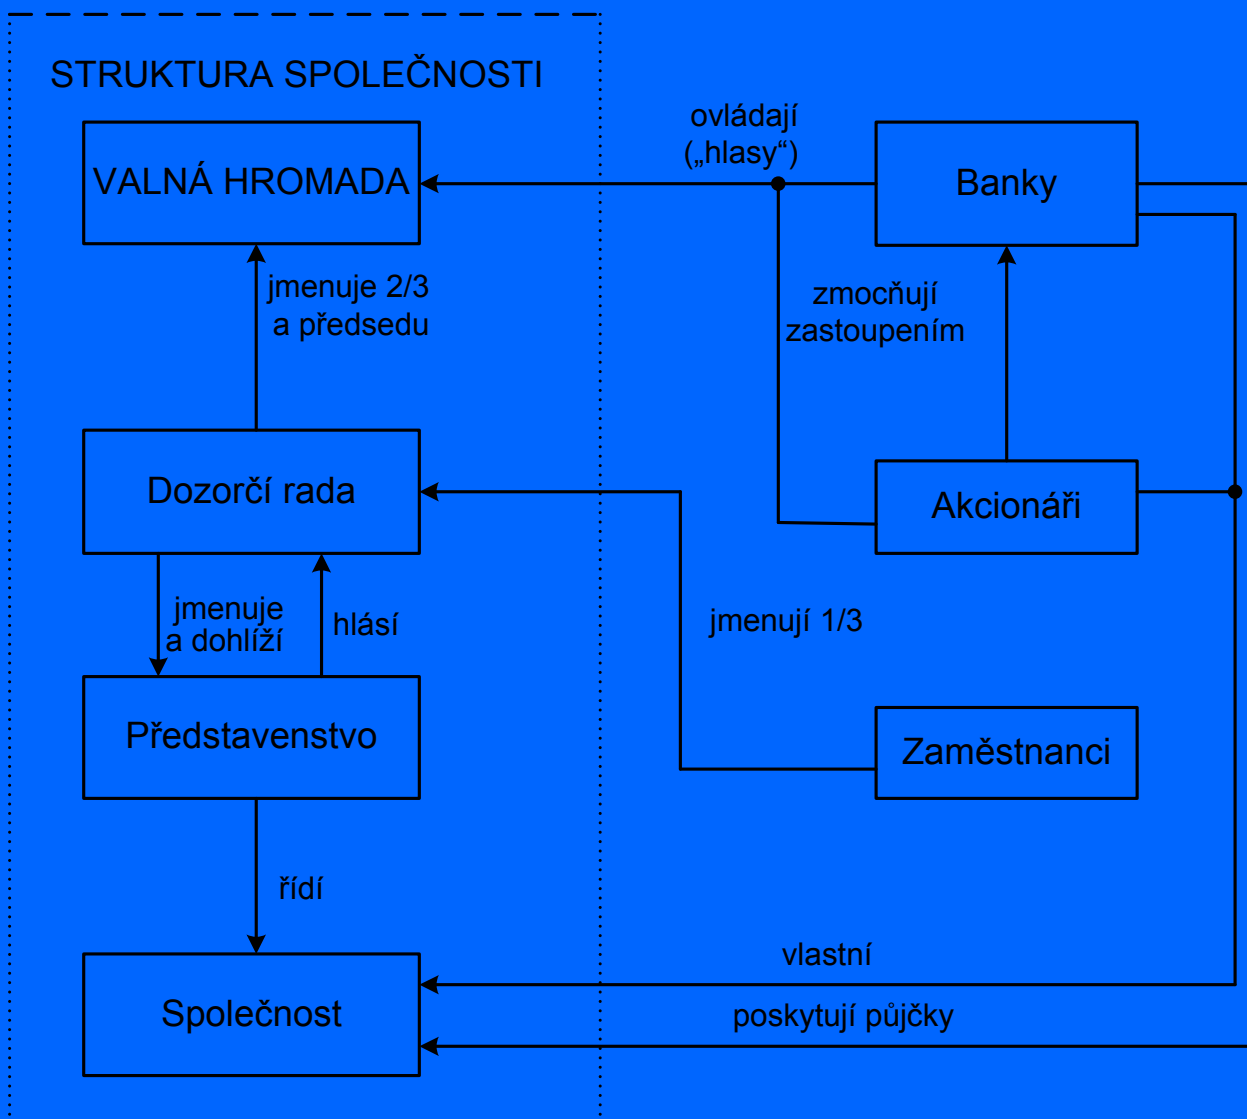 STRUKTURA SPOLEČNOSTI
VALNÁ HROMADA
ovládají
(„hlasy“)
Banky
jmenuje 2/3
a předsedu
zmocňují
zastoupením
Dozorčí rada
Akcionáři
jmenuje
a dohlíží
hlásí
jmenují 1/3
Představenstvo
Zaměstnanci
řídí
vlastní
Společnost
poskytují půjčky